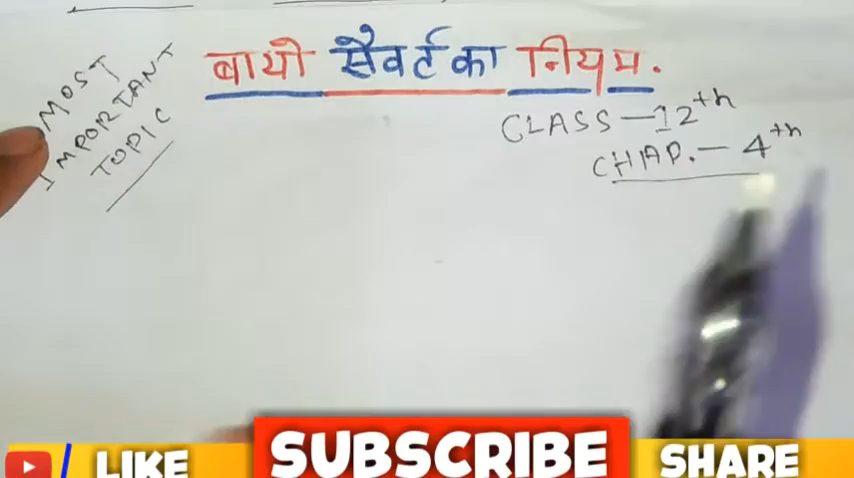 बायो सैवर्ट का नियम.
MOST
IMPORTANT
TOPIC
CLASS — 12th
CHAP. — 4th
LIKE
SUBSCRIBE
SHARE